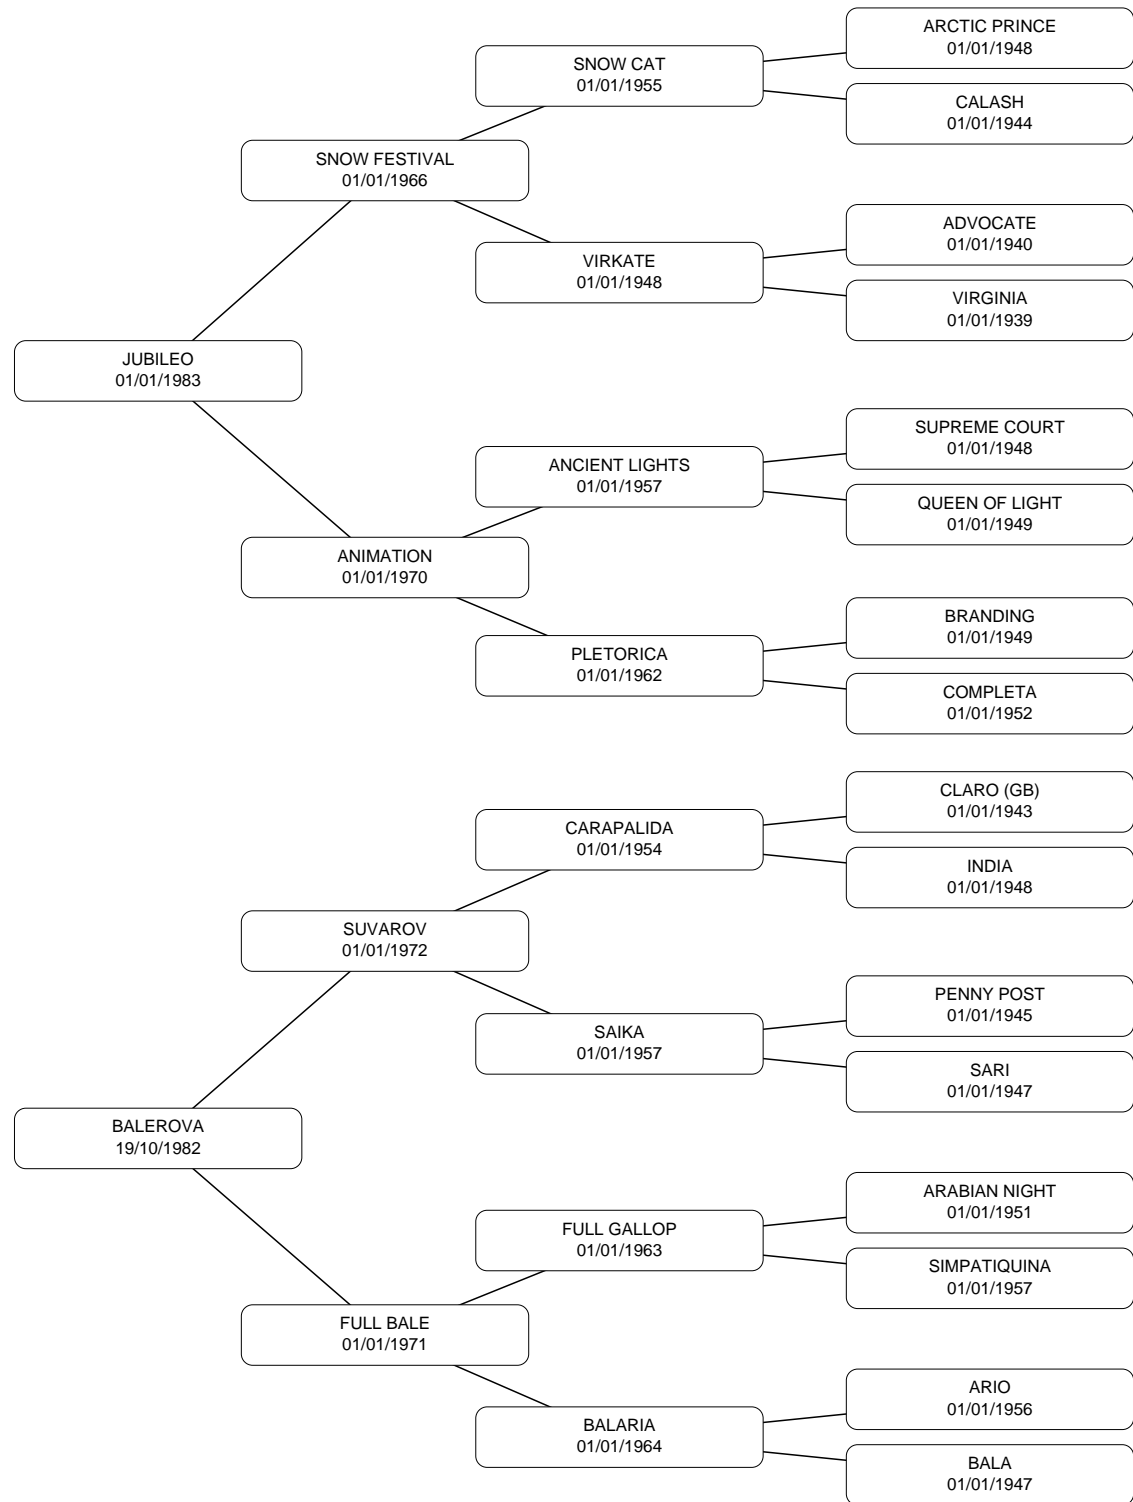 ARCTIC PRINCE
01/01/1948
SNOW CAT
01/01/1955
CALASH
01/01/1944
SNOW FESTIVAL
01/01/1966
ADVOCATE
01/01/1940
VIRKATE
01/01/1948
VIRGINIA
01/01/1939
JUBILEO
01/01/1983
SUPREME COURT
01/01/1948
ANCIENT LIGHTS
01/01/1957
QUEEN OF LIGHT
01/01/1949
ANIMATION
01/01/1970
BRANDING
01/01/1949
PLETORICA
01/01/1962
COMPLETA
01/01/1952
CLARO (GB)
01/01/1943
CARAPALIDA
01/01/1954
INDIA
01/01/1948
SUVAROV
01/01/1972
PENNY POST
01/01/1945
SAIKA
01/01/1957
SARI
01/01/1947
BALEROVA
19/10/1982
ARABIAN NIGHT
01/01/1951
FULL GALLOP
01/01/1963
SIMPATIQUINA
01/01/1957
FULL BALE
01/01/1971
ARIO
01/01/1956
BALARIA
01/01/1964
BALA
01/01/1947